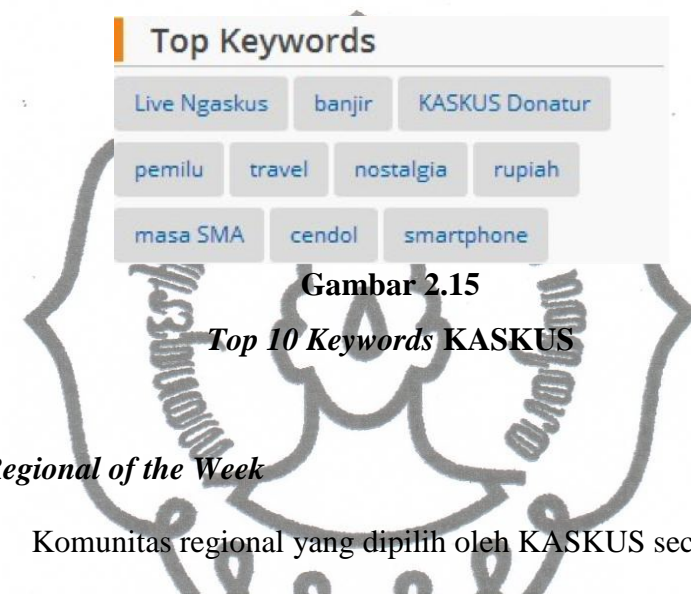 Top Keywords
Live Ngaskus banjir KASKUS Donatur
pemilu travel nostalgia rupiah
masa SMA cendol smartphone
Gambar 2.15
Top 10 Keywords KASKUS
Regional of the Week
Komunitas regional yang dipilih oleh KASKUS sec